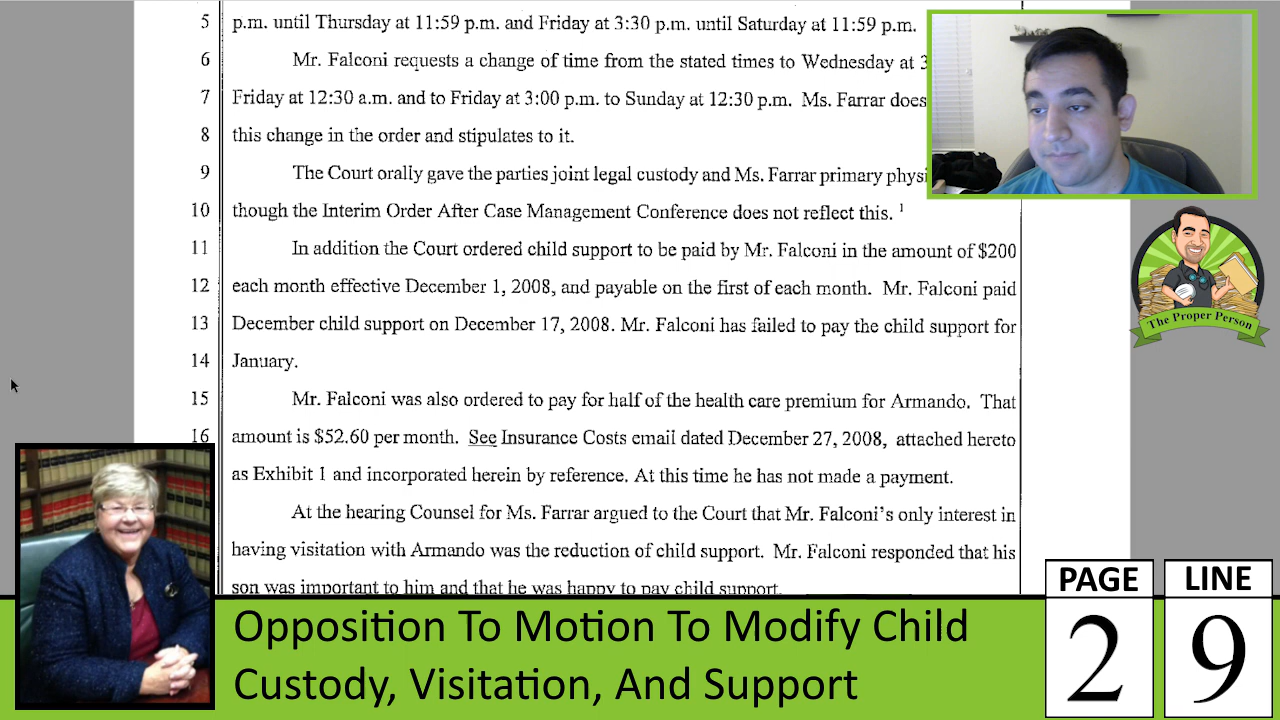 5 p.m. until Thursday at 11:59 p.m. and Friday at 3:30 p.m. until Saturday at 11:59 p.m.
6 Mr. Falconi requests a change of time from the stated times to Wednesday at 3
7 Friday at 12:30 a.m. and to Friday at 3:00 p.m. to Sunday at 12:30 p.m. Ms. Farrar does
8 this change in the order and stipulates to it.
9 The Court orally gave the parties joint legal custody and Ms. Farrar primary physi
10 though the Interim Order After Case Management Conference does not reflect this. 1
11 In addition the Court ordered child support to be paid by Mr. Falconi in the amount of $200
12 each month effective December 1, 2008, and payable on the first of each month. Mr. Falconi paid
13 December child support on December 17, 2008. Mr. Falconi has failed to pay the child support for
14 January.
15 Mr. Falconi was also ordered to pay for half of the health care premium for Armando. That
16 amount is $52.60 per month. See Insurance Costs email dated December 27, 2008, attached hereto
as Exhibit 1 and incorporated herein by reference. At this time he has not made a payment.
At the hearing Counsel for Ms. Farrar argued to the Court that Mr. Falconi's only interest in
having visitation with Armando was the reduction of child support. Mr. Falconi responded that his
son was important to him and that he was happy to pay child support.
The Proper Person
Opposition To Motion To Modify Child
Custody, Visitation, And Support
PAGE
2
LINE
9